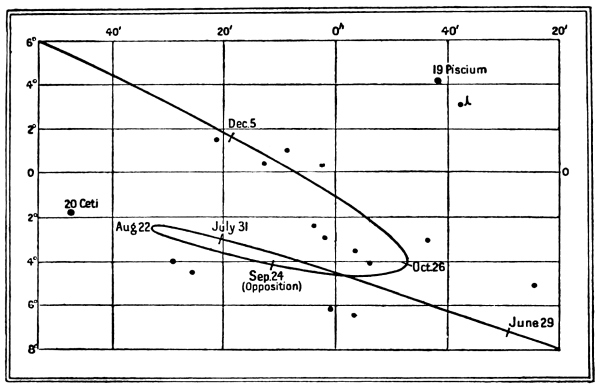 40' 20' 0ʰ 40' 20'
6°
4°
2°
0
2°
4°
6°
8°
19 Piscium
λ
Dec. 5
0
20 Ceti
Aug 22
July 31
Sep. 24
(Opposition)
Oct. 26
June 29